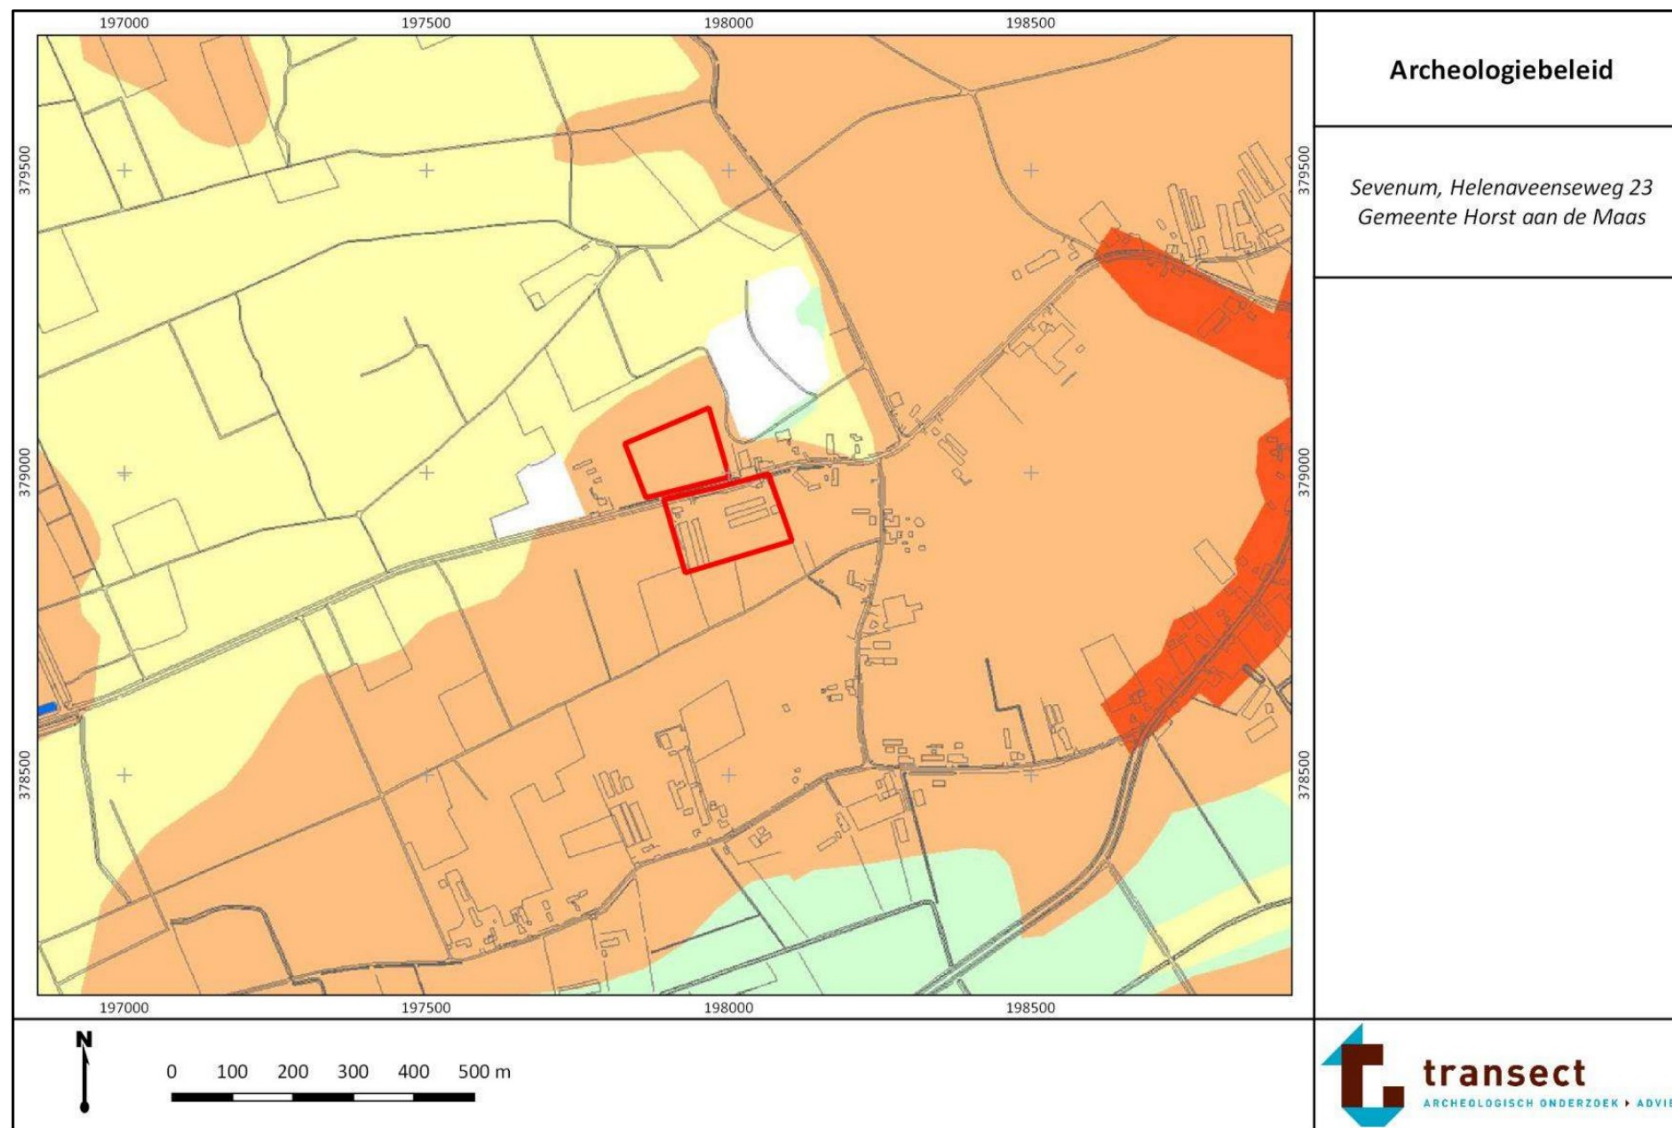 197000 197500 198000 198500
379500 379500
379000 379000
378500 378500
197000 197500 198000 198500
Archeologiebeleid
Sevenum, Helenaveenseweg 23
Gemeente Horst aan de Maas
N
0 100 200 300 400 500 m
transect
ARCHEOLOGISCH ONDERZOEK ADVIE